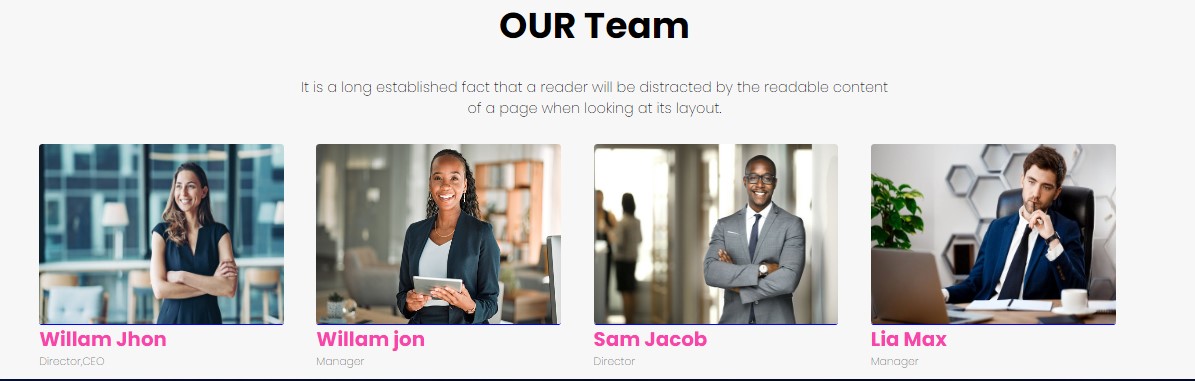 OUR Team
It is a long established fact that a reader will be distracted by the readable content
of a page when looking at its layout.
Willam Jhon
Director,CEO
Willam jon
Manager
Sam Jacob
Director
Lia Max
Manager